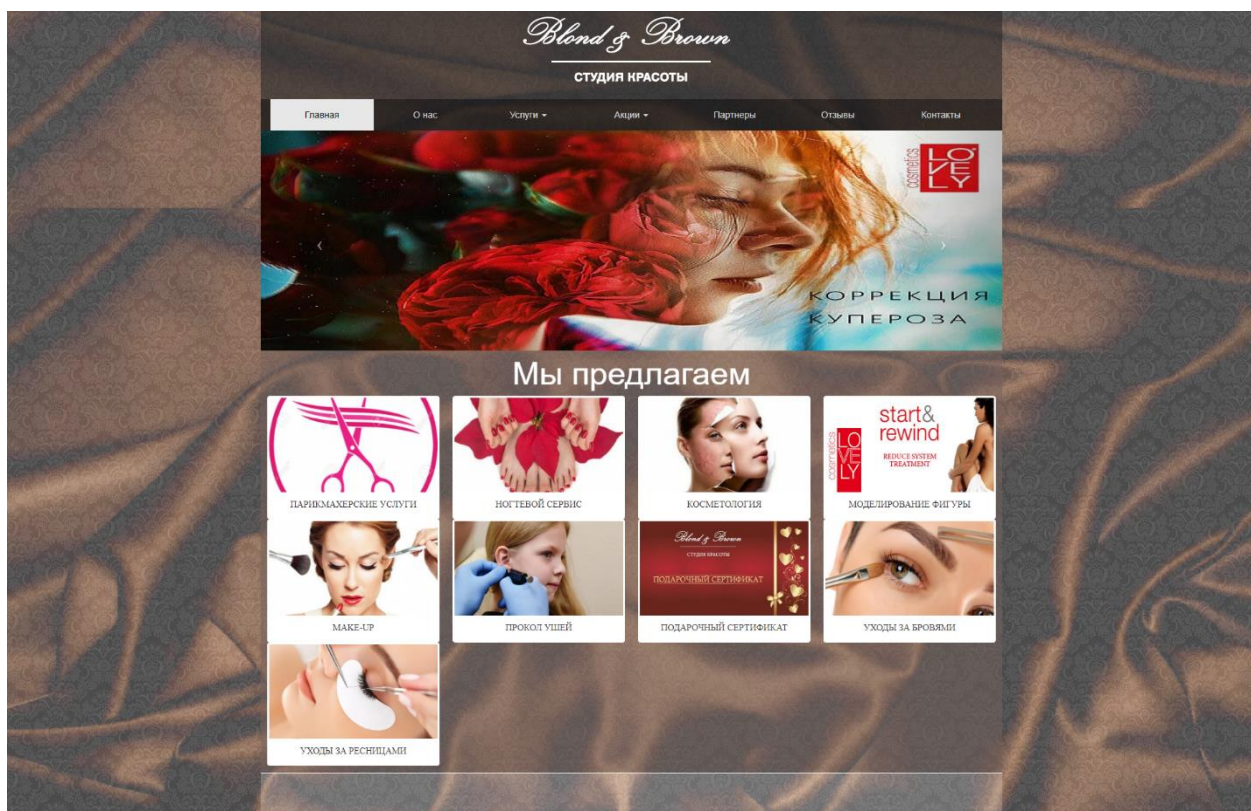 Blond & Brown
СТУДИЯ КРАСОТЫ
Главная О нас Услуги Акции Партнеры Отзывы Контакты
cosmetics LOVELY
КОРРЕКЦИЯ
КУПЕРОЗА
Мы предлагаем
start&
rewind
cosmetics LOVELY
REDUCE SYSTEM
TREATMENT
ПАРИКМАХЕРСКИЕ УСЛУГИ НОГТЕВОЙ СЕРВИС КОСМЕТОЛОГИЯ МОДЕЛИРОВАНИЕ ФИГУРЫ
Blond & Brown
СТУДИЯ КРАСОТЫ
ПОДАРОЧНЫЙ СЕРТИФИКАТ
MAKE-UP ПРОКОЛ УШЕЙ ПОДАРОЧНЫЙ СЕРТИФИКАТ УХОДЫ ЗА БРОВЯМИ
УХОДЫ ЗА РЕСНИЦАМИ